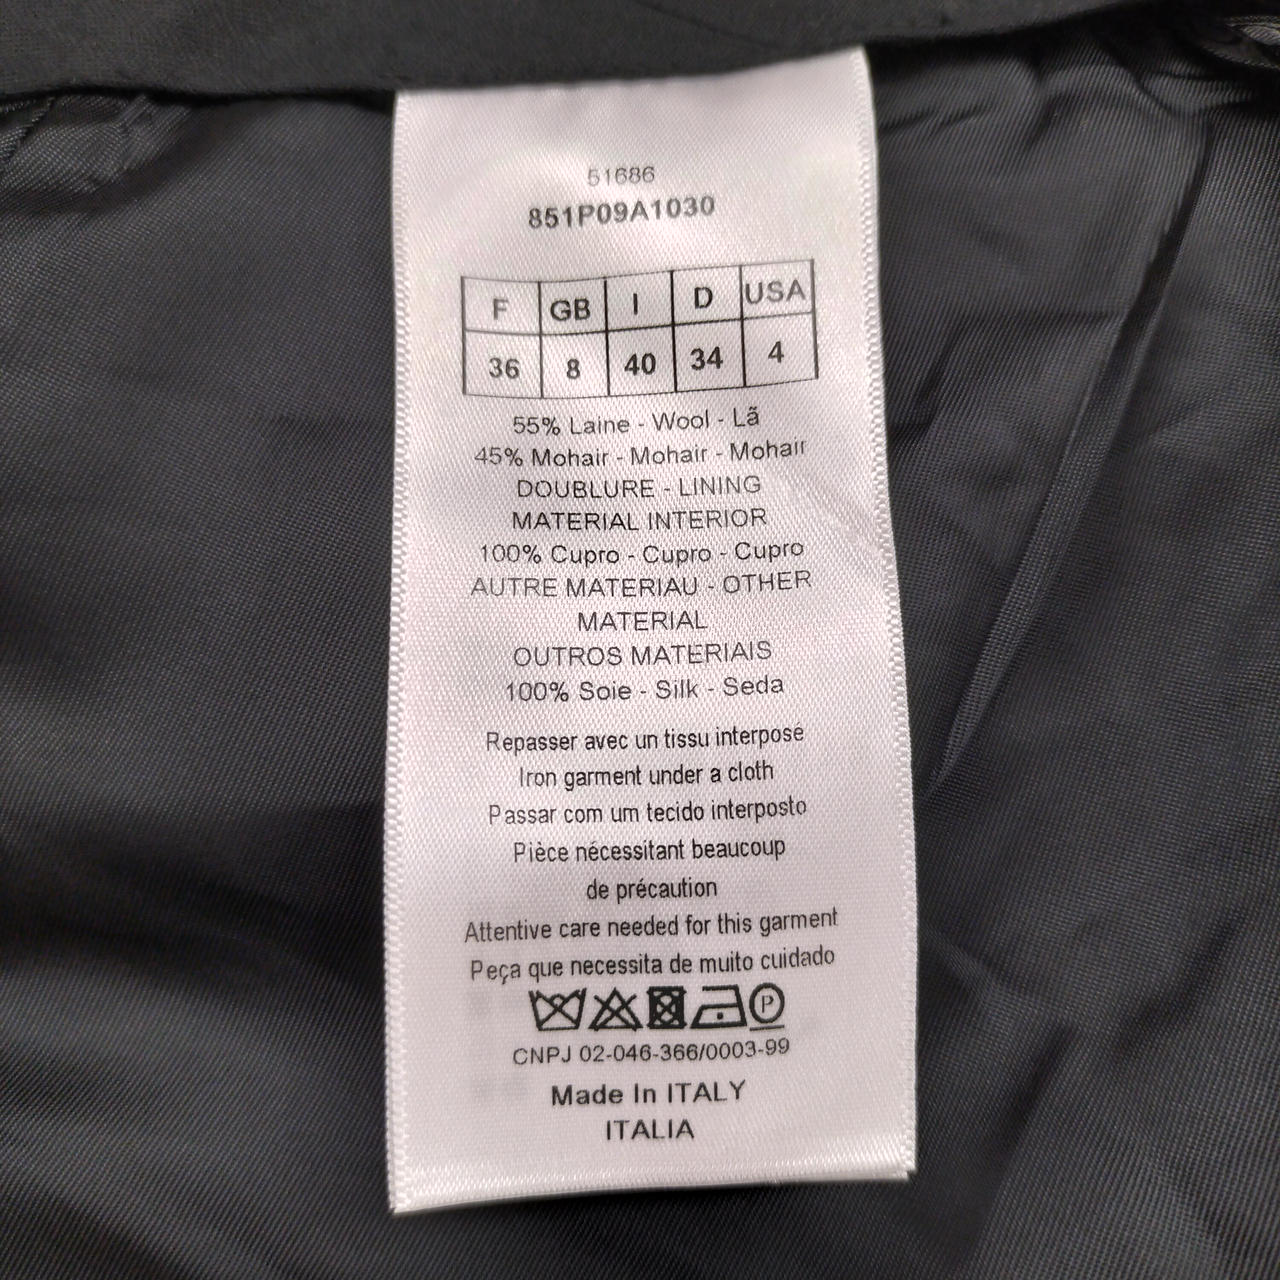 51686
851P09A1030
F GB I D USA
36 8 40 34 4
55% Laine - Wool - Lã
45% Mohair - Mohair - Mohair
DOUBLURE - LINING
MATERIAL INTERIOR
100% Cupro - Cupro - Cupro
AUTRE MATERIAU - OTHER
MATERIAL
OUTROS MATERIAIS
100% Soie - Silk - Seda
Repasser avec un tissu interposé
Iron garment under a cloth
Passar com um tecido interposto
Pièce nécessitant beaucoup
de précaution
Attentive care needed for this garment
Peça que necessita de muito cuidado
P
CNPJ 02-046-366/0003-99
Made In ITALY
ITALIA